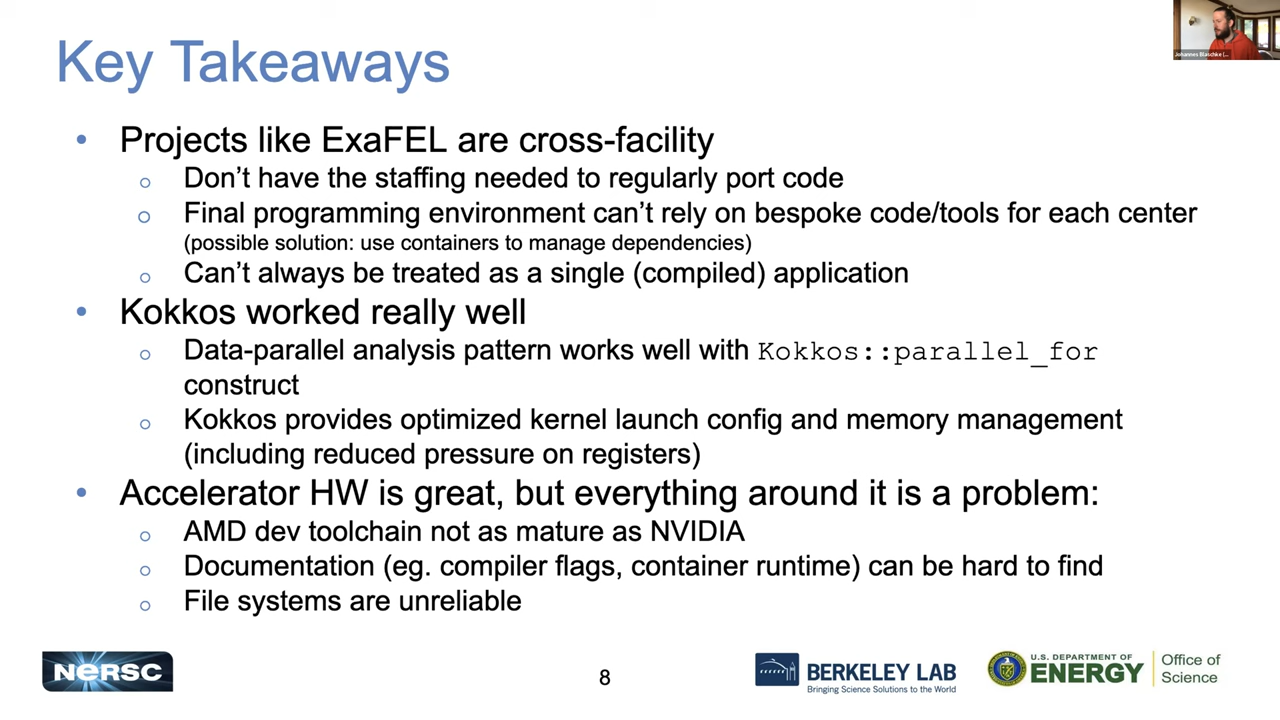 Key Takeaways
Johannes Blaschke (...
• Projects like ExaFEL are cross-facility
o Don't have the staffing needed to regularly port code
o Final programming environment can't rely on bespoke code/tools for each center
(possible solution: use containers to manage dependencies)
o Can't always be treated as a single (compiled) application
• Kokkos worked really well
o Data-parallel analysis pattern works well with Kokkos::parallel_for
construct
o Kokkos provides optimized kernel launch config and memory management
(including reduced pressure on registers)
• Accelerator HW is great, but everything around it is a problem:
o AMD dev toolchain not as mature as NVIDIA
o Documentation (eg. compiler flags, container runtime) can be hard to find
o File systems are unreliable
NERSC
8
BERKELEY LAB
Bringing Science Solutions to the World
U.S. DEPARTMENT OF
ENERGY
Office of
Science